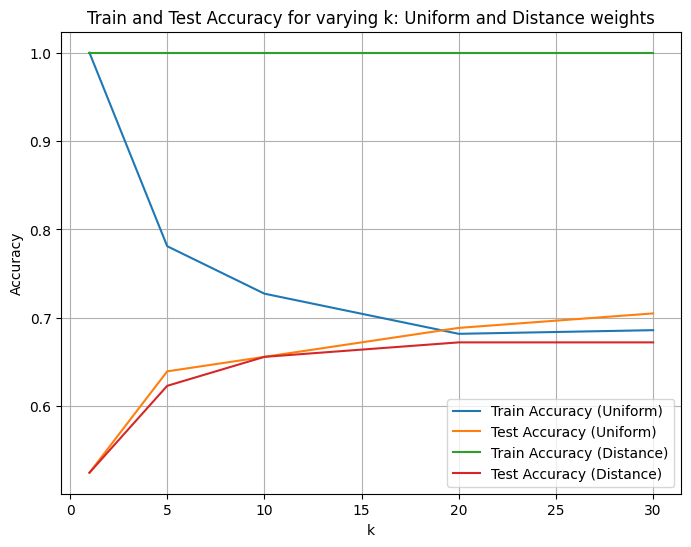 Train and Test Accuracy for varying k: Uniform and Distance weights
Accuracy
1.0
0.9
0.8
0.7
0.6
0
5
10
15
20
25
30
k
Train Accuracy (Uniform)
Test Accuracy (Uniform)
Train Accuracy (Distance)
Test Accuracy (Distance)